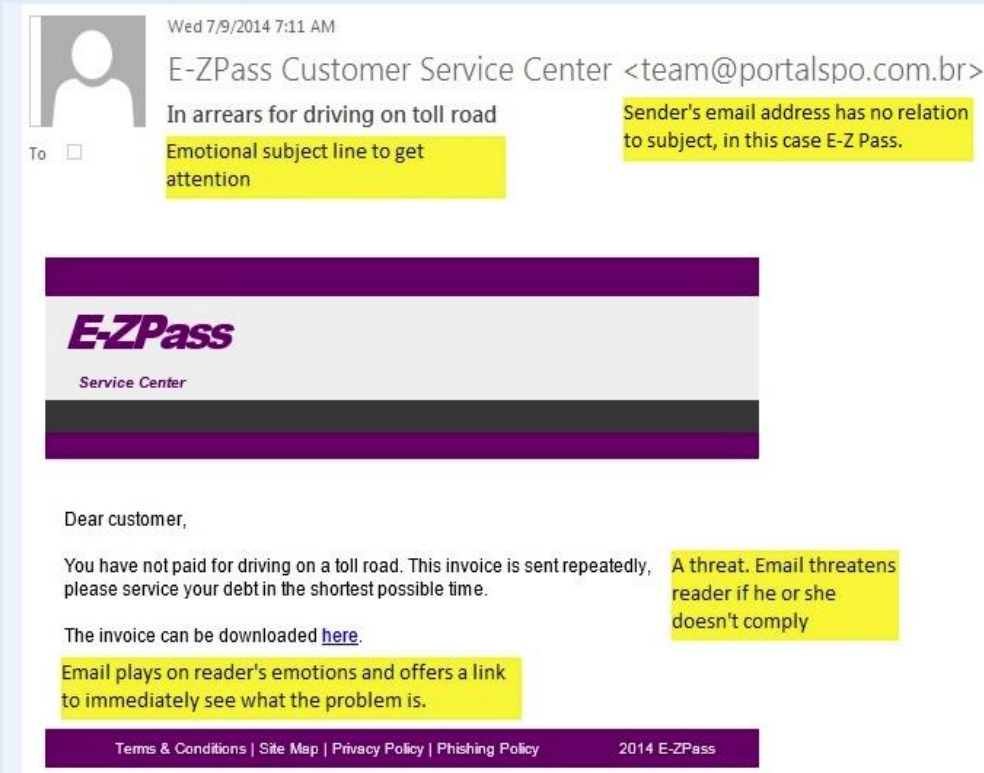 Wed 7/9/2014 7:11 AM
E-ZPass Customer Service Center <team@portalspo.com.br>
In arrears for driving on toll road
Sender's email address has no relation
to subject, in this case E-Z Pass.
To
Emotional subject line to get
attention
E-ZPass
Service Center
Dear customer,
You have not paid for driving on a toll road. This invoice is sent repeatedly,
please service your debt in the shortest possible time.
A threat. Email threatens
reader if he or she
doesn't comply
The invoice can be downloaded here.
Email plays on reader's emotions and offers a link
to immediately see what the problem is.
Terms & Conditions | Site Map | Privacy Policy | Phishing Policy 2014 E-ZPass